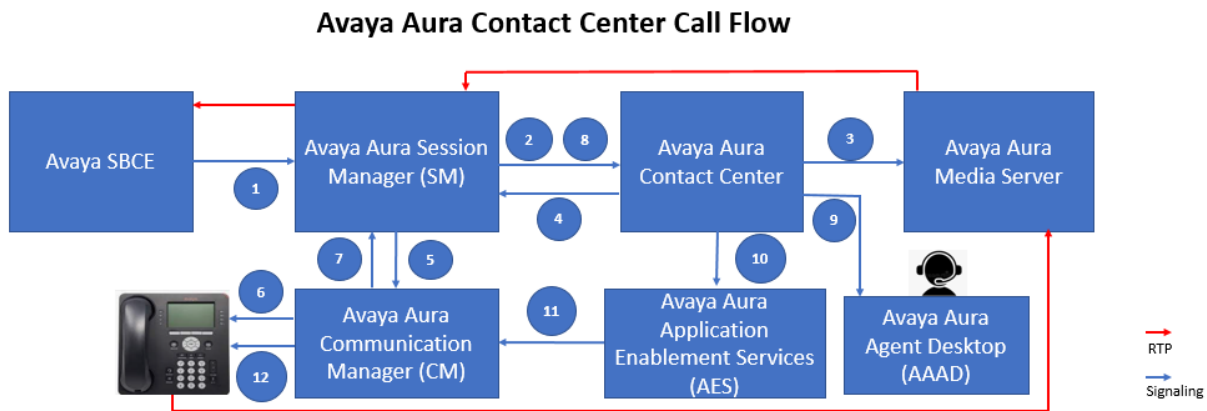 Avaya Aura Contact Center Call Flow
Avaya SBCE
1
Avaya Aura Session
Manager (SM)
2
8
Avaya Aura
Contact Center
3
Avaya Aura
Media Server
4
9
7
5
10
6
12
Avaya Aura
Communication
Manager (CM)
11
Avaya Aura
Application
Enablement Services
(AES)
Avaya Aura
Agent Desktop
(AAAD)
RTP
Signaling